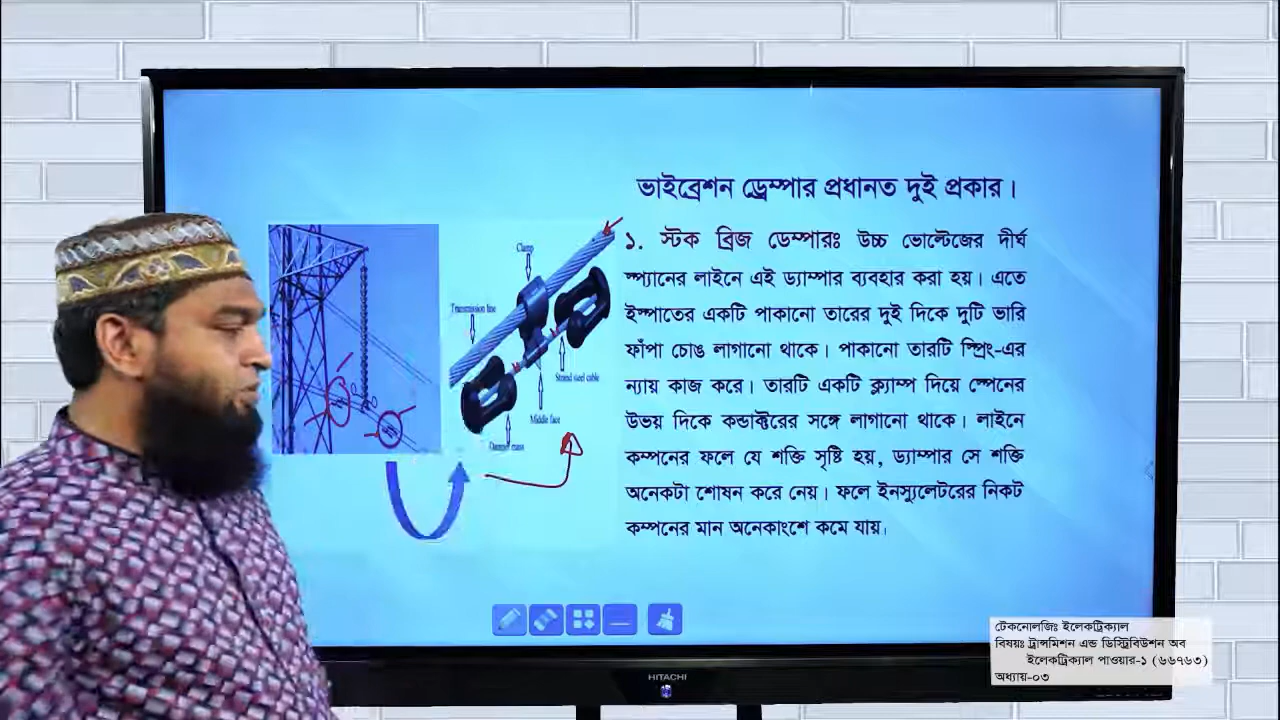 ভাইব্রেশন ড্রেম্পার প্রধানত দুই প্রকার।
১. স্টক ব্রিজ ডেম্পারঃ উচ্চ ভোল্টেজের দীর্ঘ
স্প্যানের লাইনে এই ড্যাম্পার ব্যবহার করা হয়। এতে
ইস্পাতের একটি পাকানো তারের দুই দিকে দুটি ভারি
ফাঁপা চোঙ লাগানো থাকে। পাকানো তারটি স্প্রিং-এর
ন্যায় কাজ করে। তারটি একটি ক্ল্যাম্প দিয়ে স্পেনের
উভয় দিকে কন্ডাক্টরের সঙ্গে লাগানো থাকে। লাইনে
কম্পনের ফলে যে শক্তি সৃষ্টি হয়, ড্যাম্পার সে শক্তি
অনেকটা শোষন করে নেয়। ফলে ইনস্যুলেটরের নিকট
কম্পনের মান অনেকাংশে কমে যায়।
Clamp
Transmission line
Strand steel cable
Middle face
Damper mass
HITACHI
টেকনোলজিঃ ইলেকট্রিক্যাল
বিষয়ঃ ট্রান্সমিশন এন্ড ডিস্ট্রিবিউশন অব
ইলেকট্রিক্যাল পাওয়ার-১ (৬৬৭৬৩)
অধ্যায়-০৩